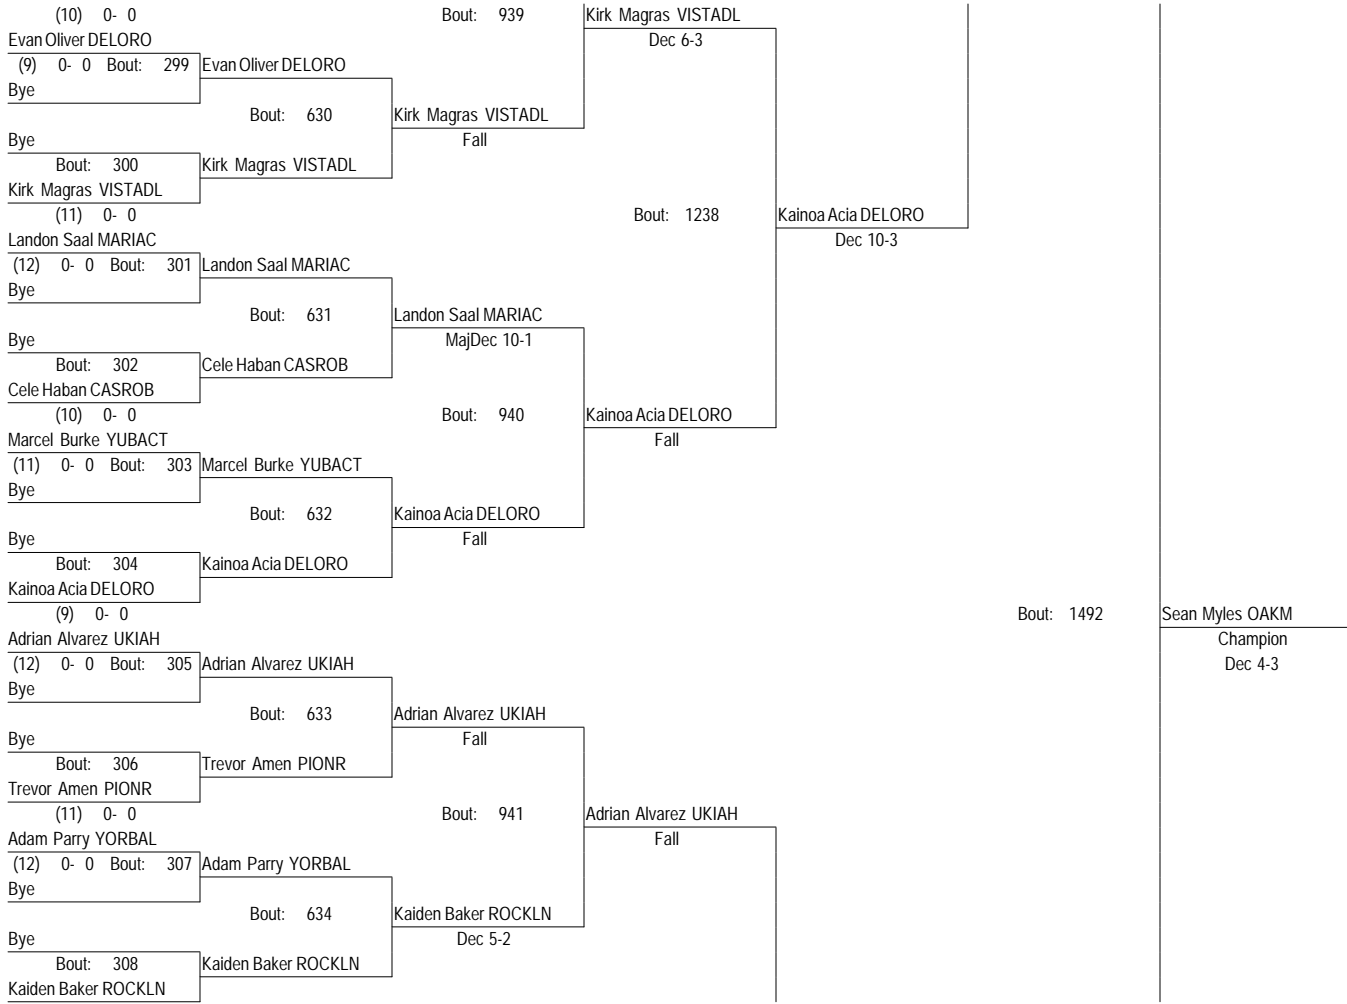 (10) 0- 0 Bout: 939 Kirk Magras VISTADL
Evan Oliver DELORO Dec 6-3
(9) 0- 0 Bout: 299 Evan Oliver DELORO
Bye
Bout: 630 Kirk Magras VISTADL
Bye Fall
Bout: 300 Kirk Magras VISTADL
Kirk Magras VISTADL
(11) 0- 0 Bout: 1238 Kainoa Acia DELORO
Landon Saal MARIAC Dec 10-3
(12) 0- 0 Bout: 301 Landon Saal MARIAC
Bye
Bout: 631 Landon Saal MARIAC
Bye MajDec 10-1
Bout: 302 Cele Haban CASROB
Cele Haban CASROB
(10) 0- 0 Bout: 940 Kainoa Acia DELORO
Marcel Burke YUBACT Fall
(11) 0- 0 Bout: 303 Marcel Burke YUBACT
Bye
Bout: 632 Kainoa Acia DELORO
Bye Fall
Bout: 304 Kainoa Acia DELORO
Kainoa Acia DELORO
(9) 0- 0 Bout: 1492 Sean Myles OAKM
Adrian Alvarez UKIAH Champion
(12) 0- 0 Bout: 305 Adrian Alvarez UKIAH Dec 4-3
Bye
Bout: 633 Adrian Alvarez UKIAH
Bye Fall
Bout: 306 Trevor Amen PIONR
Trevor Amen PIONR
(11) 0- 0 Bout: 941 Adrian Alvarez UKIAH
Adam Parry YORBAL Fall
(12) 0- 0 Bout: 307 Adam Parry YORBAL
Bye
Bout: 634 Kaiden Baker ROCKLN
Bye Dec 5-2
Bout: 308 Kaiden Baker ROCKLN
Kaiden Baker ROCKLN